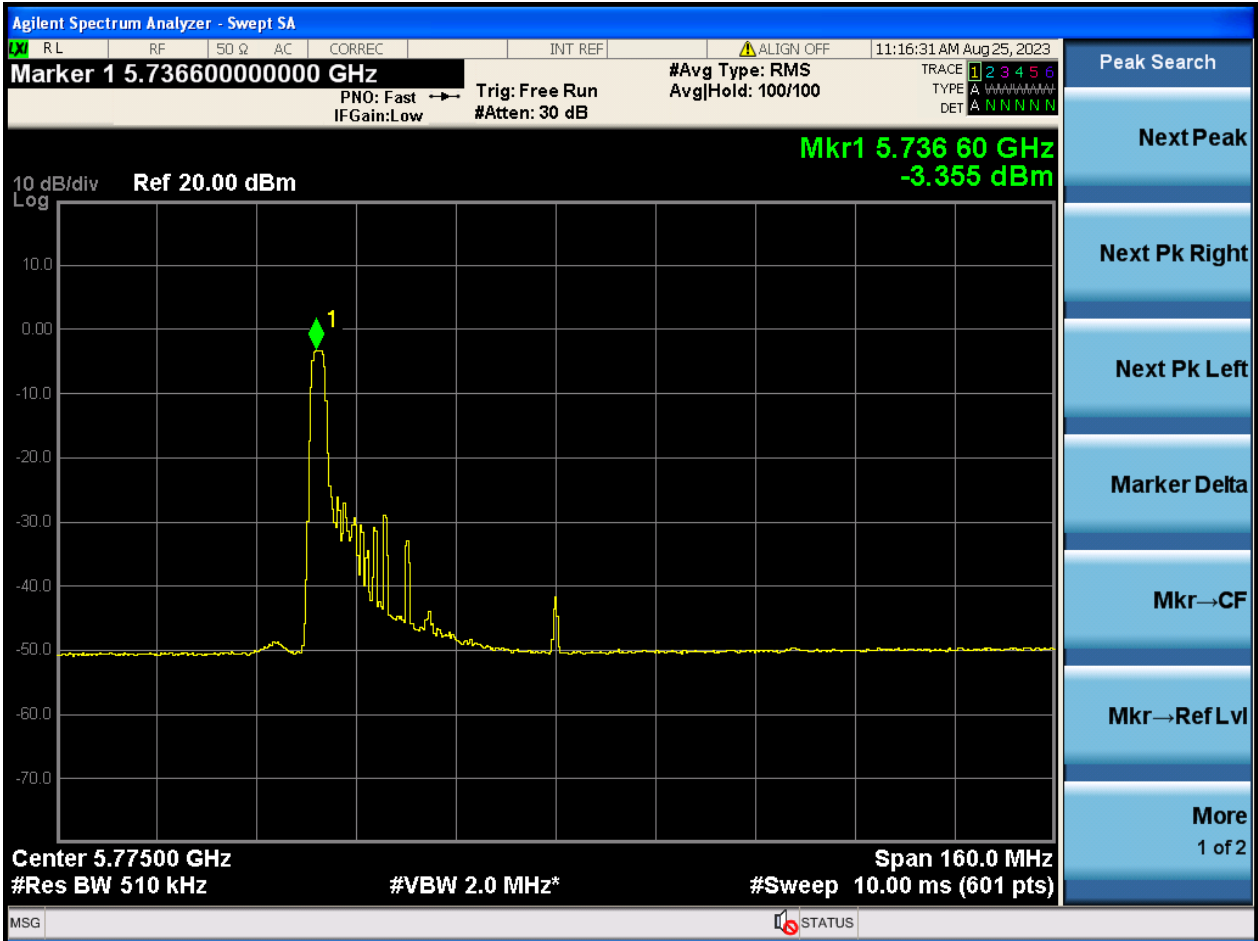 Agilent Spectrum Analyzer - Swept SA
LXI RL RF 50 Ω AC CORREC INT REF ALIGN OFF 11:16:31 AM Aug 25, 2023
Marker 1 5.736600000000 GHz
PNO: Fast
IFGain:Low
Trig: Free Run
#Atten: 30 dB
#Avg Type: RMS
Avg|Hold: 100/100
TRACE 1 2 3 4 5 6
TYPE A WWWWW
DET A N N N N N
Mkr1 5.736 60 GHz
-3.355 dBm
10 dB/div Ref 20.00 dBm
Log
10.0
0.00
-10.0
-20.0
-30.0
-40.0
-50.0
-60.0
-70.0
1
Center 5.77500 GHz Span 160.0 MHz
#Res BW 510 kHz #VBW 2.0 MHz* #Sweep 10.00 ms (601 pts)
MSG STATUS
Peak Search
Next Peak
Next Pk Right
Next Pk Left
Marker Delta
Mkr→CF
Mkr→Ref Lvl
More
1 of 2